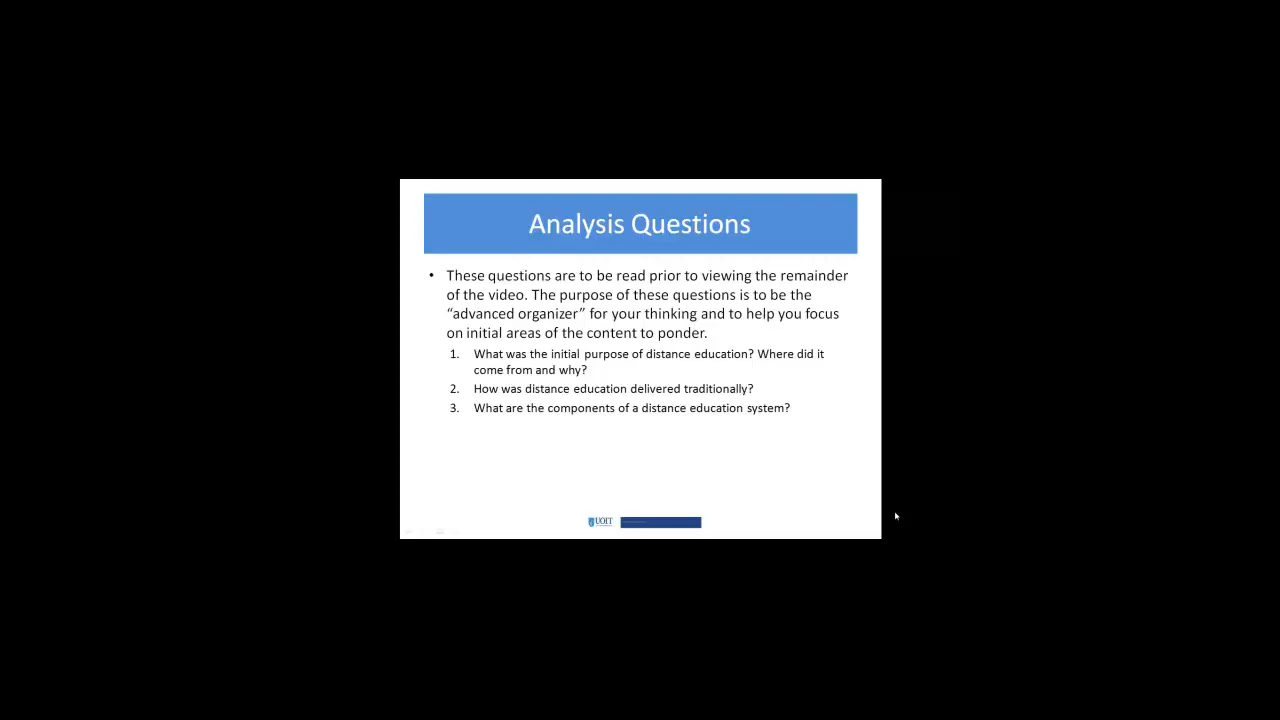 Analysis Questions
• These questions are to be read prior to viewing the remainder
of the video. The purpose of these questions is to be the
“advanced organizer” for your thinking and to help you focus
on initial areas of the content to ponder.
1. What was the initial purpose of distance education? Where did it
come from and why?
2. How was distance education delivered traditionally?
3. What are the components of a distance education system?
UOIT